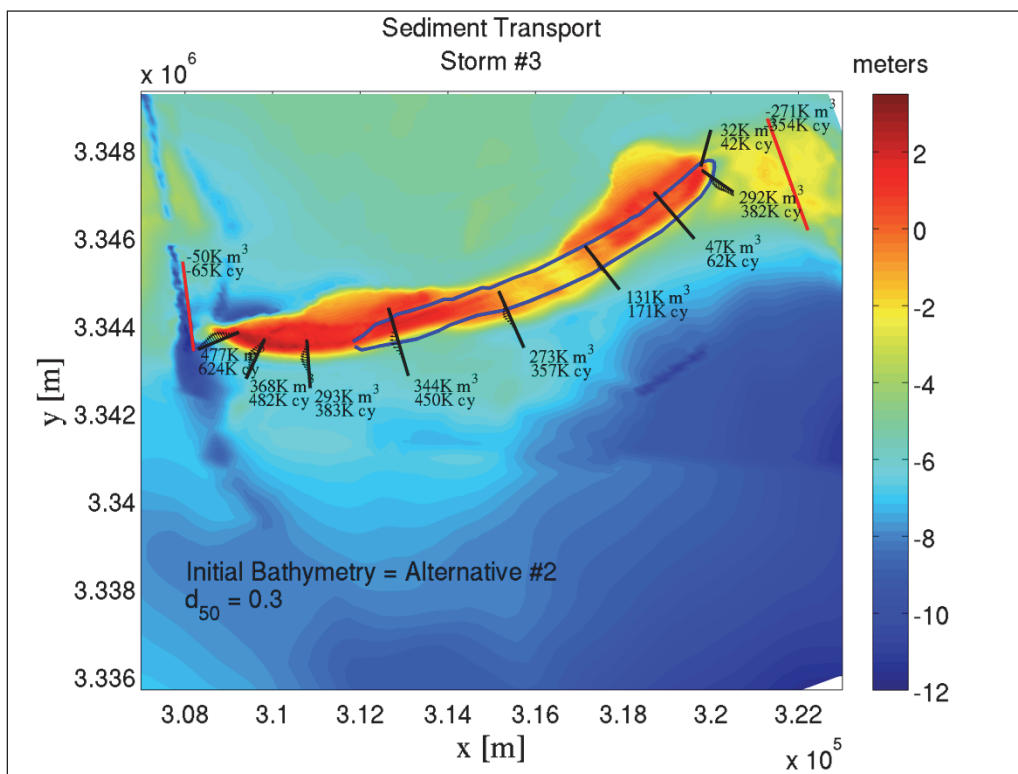 Sediment Transport
Storm #3
x 10^6
meters
3.348
3.346
3.344
3.342
3.34
3.338
3.336
y [m]
-271K m^3
-354K cy
32K m^3
42K cy
292K m^3
382K cy
47K m^3
62K cy
131K m^3
171K cy
-50K m^3
-65K cy
477K m^3
624K cy
368K m^3
482K cy
293K m^3
383K cy
344K m^3
450K cy
273K m^3
357K cy
Initial Bathymetry = Alternative #2
d_50 = 0.3
3.08
3.1
3.12
3.14
3.16
3.18
3.2
3.22
x [m]
x 10^5
2
0
-2
-4
-6
-8
-10
-12